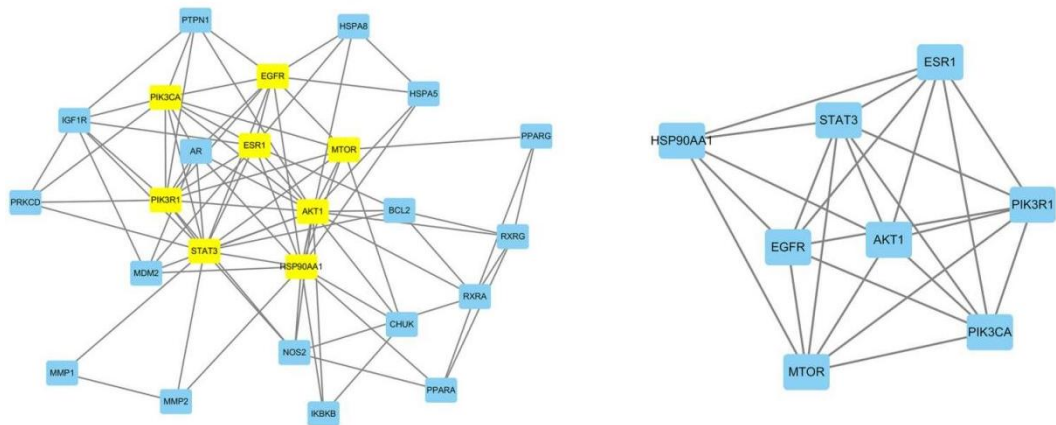 PTPN1
HSPA8
EGFR
PIK3CA
HSPA5
IGF1R
AR
ESR1
MTOR
PPARG
PRKCD
PIK3R1
AKT1
BCL2
RXRG
STAT3
MDM2
HSP90AA1
RXRA
CHUK
NOS2
MMP1
MMP2
IKBKB
PPARA
ESR1
STAT3
HSP90AA1
PIK3R1
EGFR
AKT1
PIK3CA
MTOR